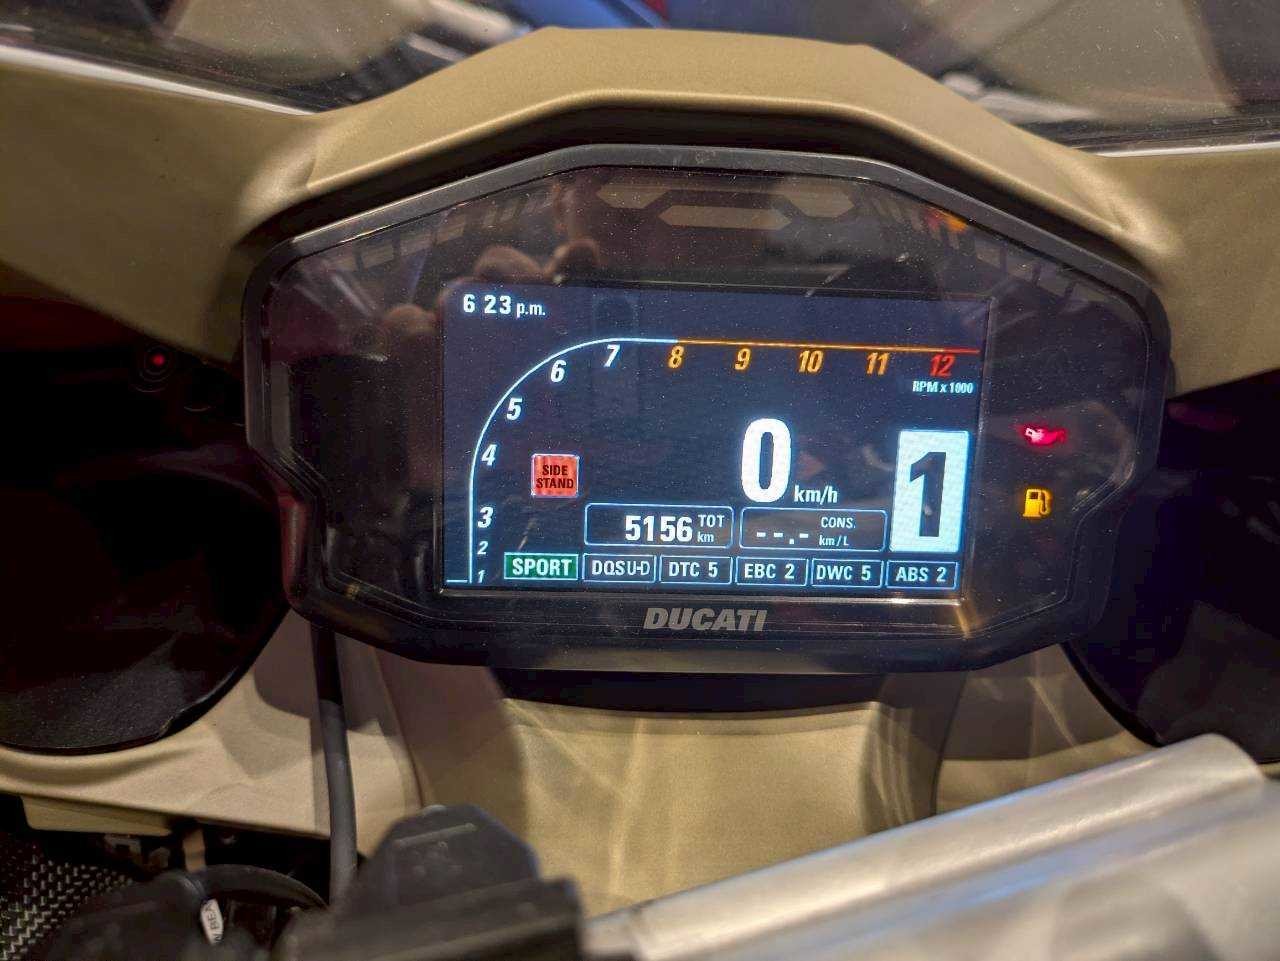 6 23 p.m.
7 8 9 10 11 12
6
RPM x 1000
5
4
SIDE
STAND
0 km/h
1
3
5156 TOT
km
--.- CONS.
km/L
2
1
SPORT DQS U-D DTC 5 EBC 2 DWC 5 ABS 2
DUCATI